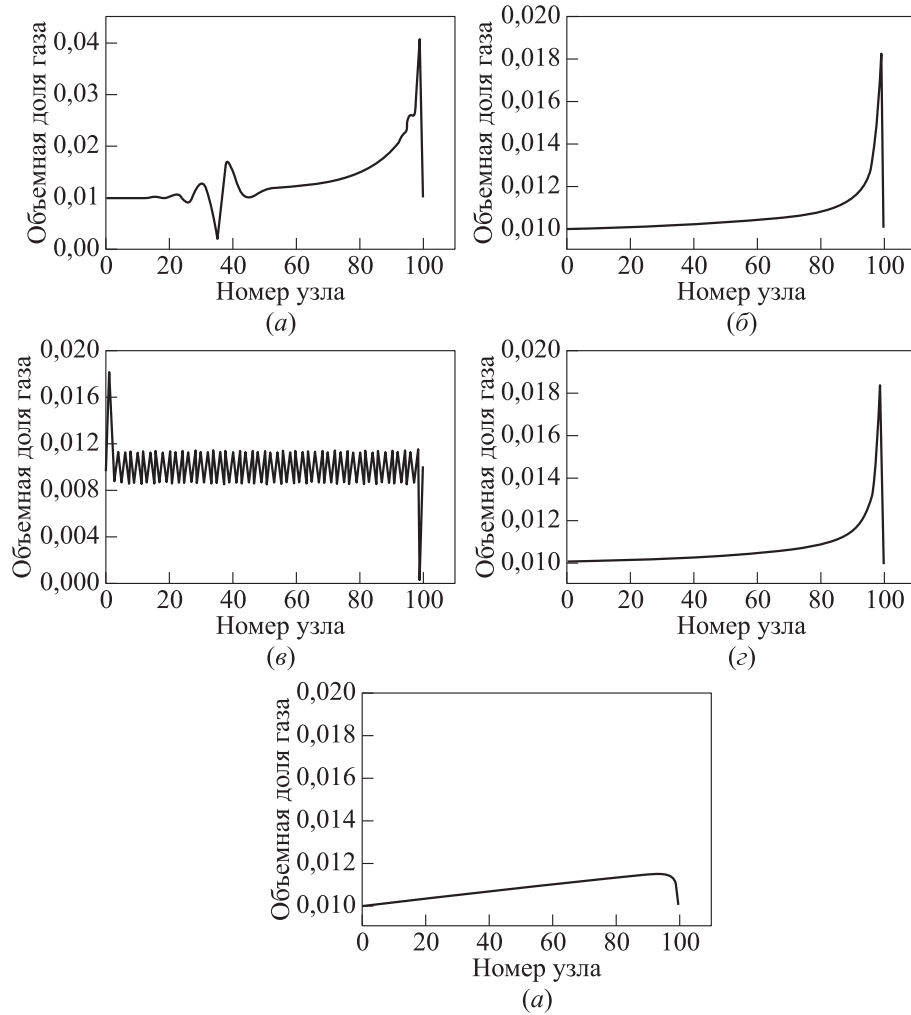 Объемная доля газа
0,04
0,03
0,02
0,01
0,00
0 20 40 60 80 100
Номер узла
(а)
Объемная доля газа
0,020
0,018
0,016
0,014
0,012
0,010
0 20 40 60 80 100
Номер узла
(б)
Объемная доля газа
0,020
0,016
0,012
0,008
0,004
0,000
0 20 40 60 80 100
Номер узла
(в)
Объемная доля газа
0,020
0,018
0,016
0,014
0,012
0,010
0 20 40 60 80 100
Номер узла
(г)
Объемная доля газа
0,020
0,018
0,016
0,014
0,012
0,010
0 20 40 60 80 100
Номер узла
(а)